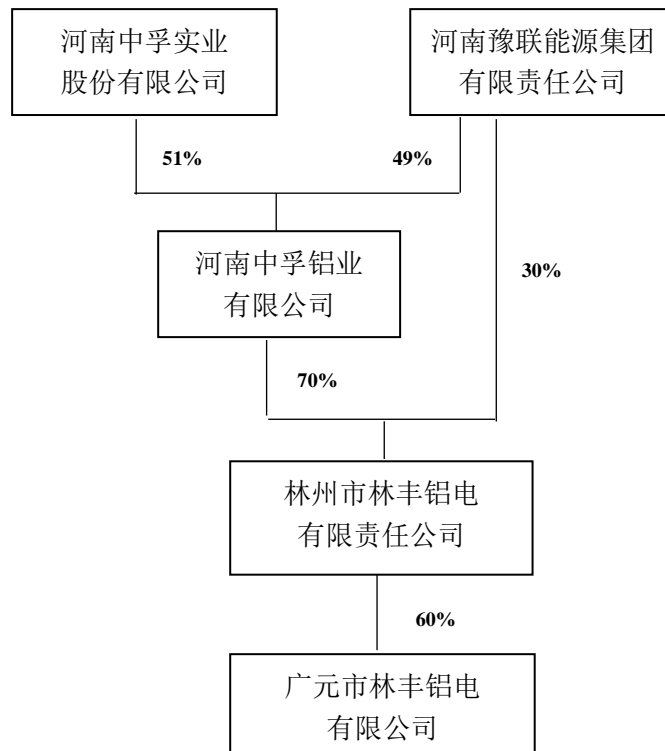 河南中孚实业
股份有限公司
河南豫联能源集团
有限责任公司
51%
49%
河南中孚铝业
有限公司
30%
70%
林州市林丰铝电
有限责任公司
60%
广元市林丰铝电
有限公司